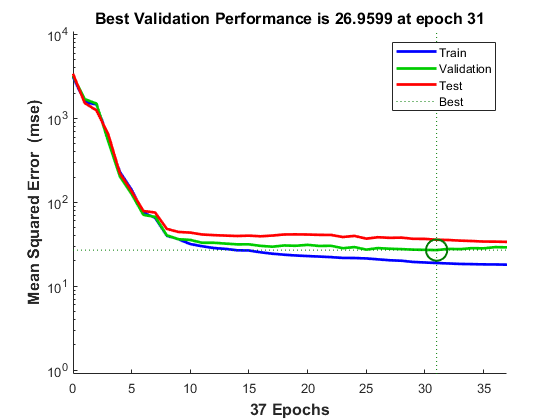 Best Validation Performance is 26.9599 at epoch 31
Mean Squared Error (mse)
10^4
10^3
10^2
10^1
10^0
Train
Validation
Test
Best
0 5 10 15 20 25 30 35
37 Epochs